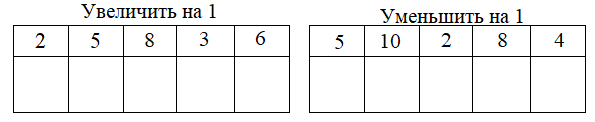 Увеличить на 1
2 5 8 3 6
Уменьшить на 1
5 10 2 8 4